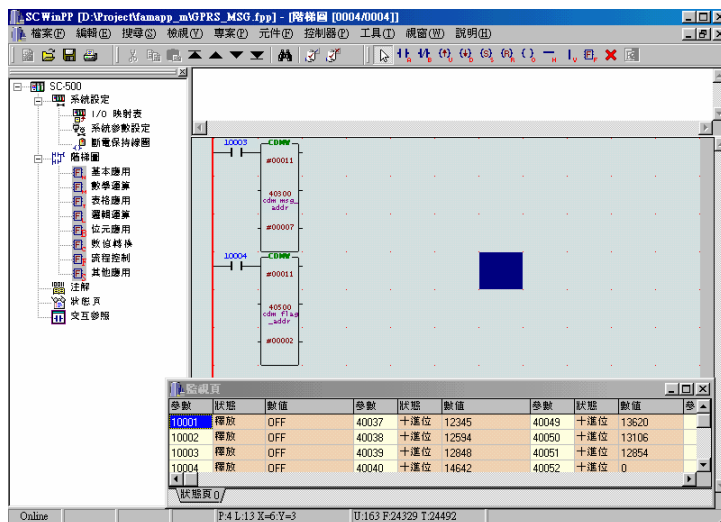 SCWinPP [D:\Project\famapp_m\GPRS_MSG.fpp] - [階梯圖 [0004/0004]]
檔案(F) 編輯(E) 搜尋(S) 檢視(V) 專案(P) 元件(F) 控制器(P) 工具(I) 視窗(W) 說明(H)
SC-500
系統設定
I/O 映射表
系統參數設定
斷電保持線圈
階梯圖
基本應用
數學運算
表格應用
邏輯運算
位元應用
數值轉換
流程控制
其他應用
注解
狀態頁
交互參照
10003 CDMW
#00011
40300
cdm msg_
addr
#00007
10004 CDMW
#00011
40500
cdm flag
_addr
#00002
監視頁
參數 狀態 數值 參數 狀態 數值 參數 狀態 數值 參
10001 釋放 OFF 40037 十進位 12345 40049 十進位 13620
10002 釋放 OFF 40038 十進位 12594 40050 十進位 13106
10003 釋放 OFF 40039 十進位 12848 40051 十進位 12854
10004 釋放 OFF 40040 十進位 14642 40052 十進位 0
狀態頁0
Online P:4 L:13 X=6:Y=3 U:163 F:24329 T:24492